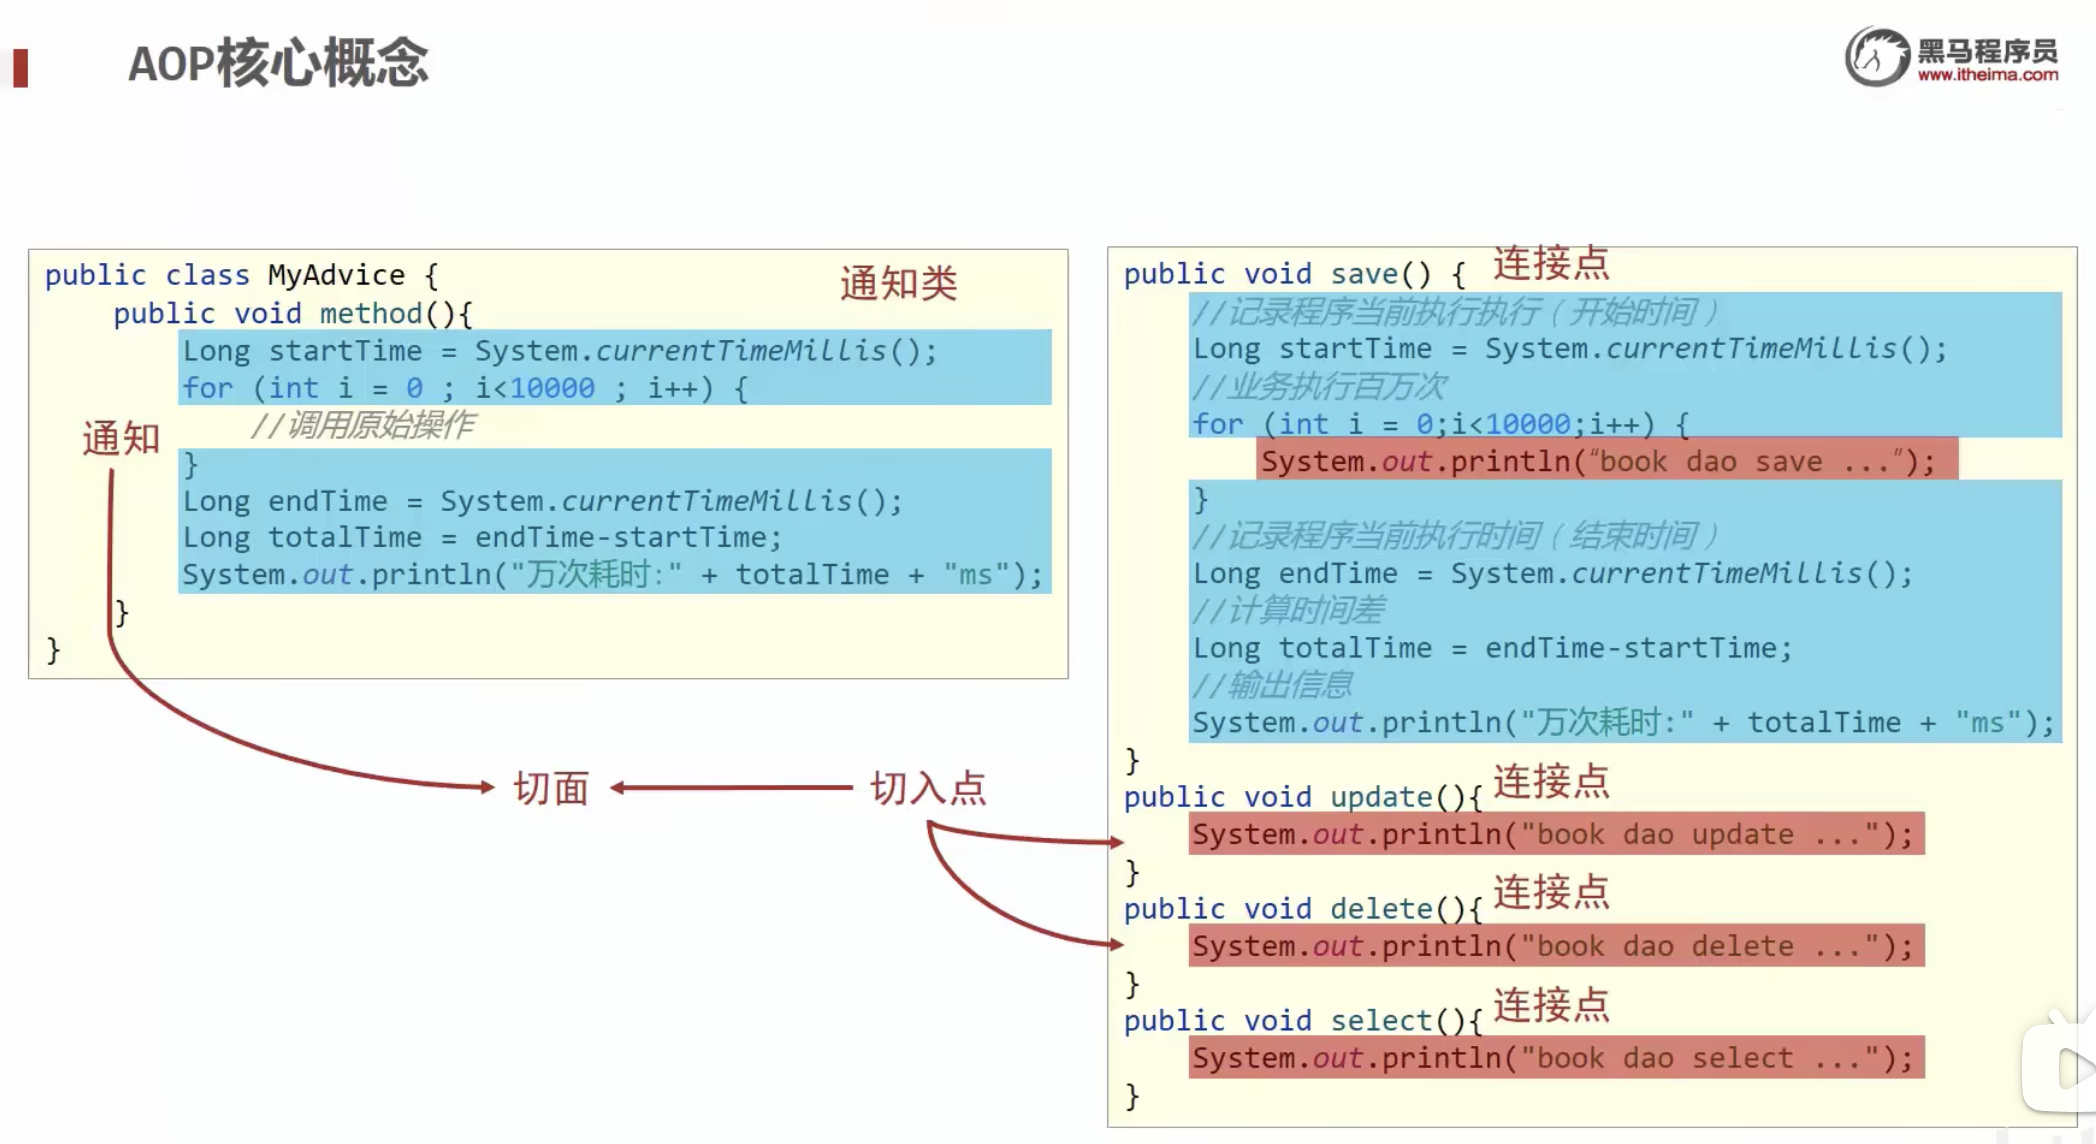 AOP核心概念
黑马程序员
www.itheima.com
public class MyAdvice {
通知类
public void method(){
Long startTime = System.currentTimeMillis();
for (int i = 0 ; i<10000 ; i++) {
//调用原始操作
通知
}
Long endTime = System.currentTimeMillis();
Long totalTime = endTime-startTime;
System.out.println("万次耗时:" + totalTime + "ms");
}
}
切面
切入点
public void save() {
连接点
//记录程序当前执行执行（开始时间）
Long startTime = System.currentTimeMillis();
//业务执行百万次
for (int i = 0;i<10000;i++) {
System.out.println(“book dao save ...”);
}
//记录程序当前执行时间（结束时间）
Long endTime = System.currentTimeMillis();
//计算时间差
Long totalTime = endTime-startTime;
//输出信息
System.out.println("万次耗时:" + totalTime + "ms");
}
public void update(){
连接点
System.out.println("book dao update ...");
}
public void delete(){
连接点
System.out.println("book dao delete ...");
}
public void select(){
连接点
System.out.println("book dao select ...");
}